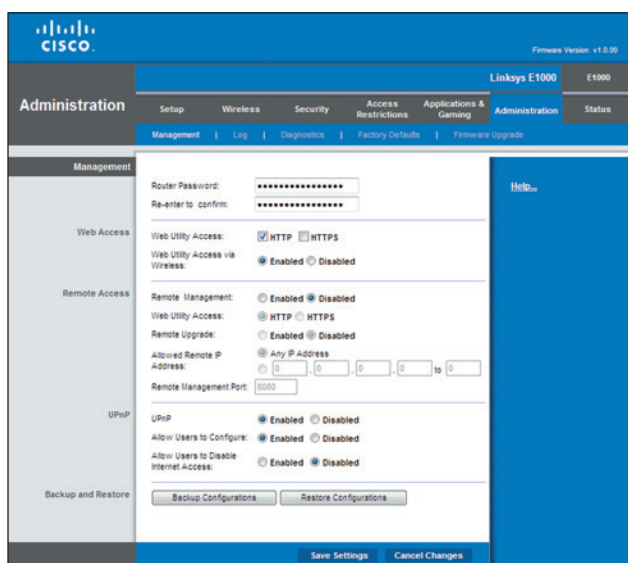 CISCO.
Firmware Version: v1.0.00
Linksys E1000 E1000
Administration
Setup Wireless Security Access Restrictions Applications & Gaming Administration Status
Management | Log | Diagnostics | Factory Defaults | Firmware Upgrade
Management
Router Password: ••••••••••••••••
Re-enter to confirm: ••••••••••••••••
Help...
Web Access
Web Utility Access: HTTP HTTPS
Web Utility Access via Wireless: Enabled Disabled
Remote Access
Remote Management: Enabled Disabled
Web Utility Access: HTTP HTTPS
Remote Upgrade: Enabled Disabled
Allowed Remote IP Address: Any IP Address
0 . 0 . 0 . 0 to 0
Remote Management Port: 8080
UPnP
UPnP Enabled Disabled
Allow Users to Configure: Enabled Disabled
Allow Users to Disable Internet Access: Enabled Disabled
Backup and Restore
Backup Configurations Restore Configurations
Save Settings Cancel Changes